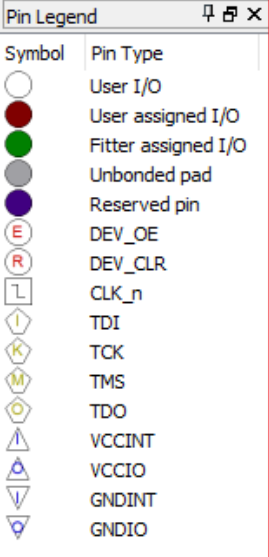 Pin Legend
Symbol Pin Type
User I/O
User assigned I/O
Fitter assigned I/O
Unbonded pad
Reserved pin
E DEV_OE
R DEV_CLR
CLK_n
I TDI
K TCK
M TMS
O TDO
I VCCINT
O VCCIO
I GNDINT
O GNDIO